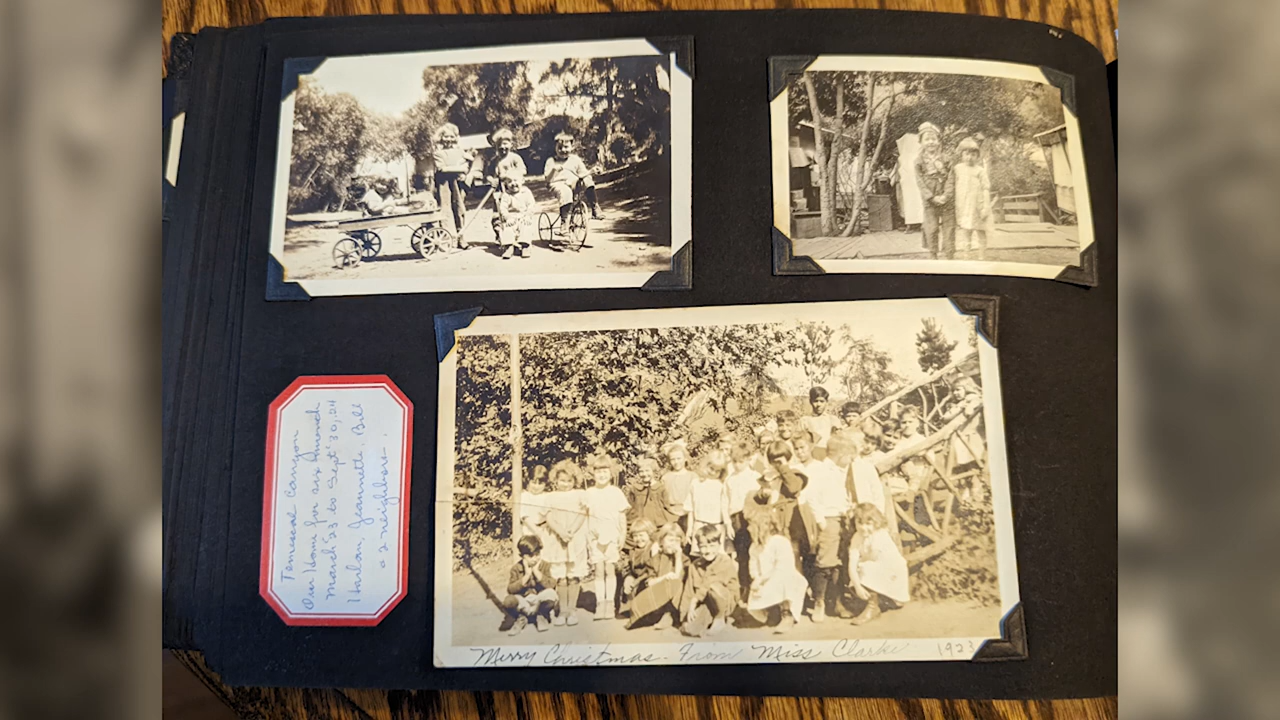 Temescal Canyon
Our Home for six
March '23 to Sept' 30, 24
Harlan, Jeannette, Bill
2 neighbors.
Merry Christmas - From Miss Clarke 1923